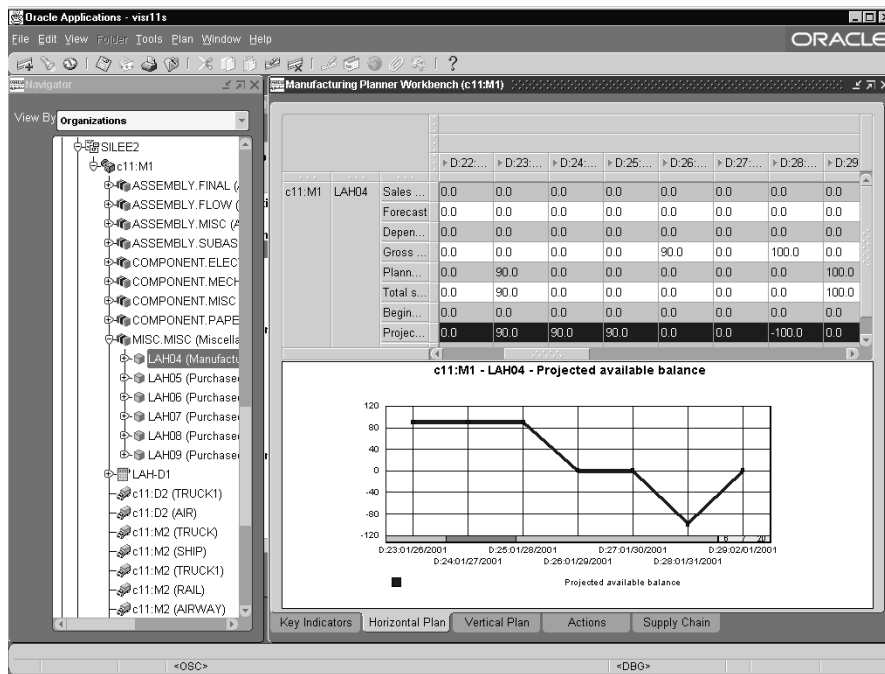 Oracle Applications - visr11s
File Edit View Folder Tools Plan Window Help
ORACLE
Navigator
Manufacturing Planner Workbench (c11:M1)
View By Organizations
SILEE2
c11:M1
ASSEMBLY.FINAL (
ASSEMBLY.FLOW (
ASSEMBLY.MISC (A
ASSEMBLY.SUBAS
COMPONENT.ELEC
COMPONENT.MECH
COMPONENT.MISC
COMPONENT.PAPE
MISC.MISC (Miscella
LAH04 (Manufactu
LAH05 (Purchase
LAH06 (Purchase
LAH07 (Purchase
LAH08 (Purchase
LAH09 (Purchase
LAH-D1
c11:D2 (TRUCK1)
c11:D2 (AIR)
c11:M2 (TRUCK)
c11:M2 (SHIP)
c11:M2 (TRUCK1)
c11:M2 (RAIL)
c11:M2 (AIRWAY)
D:22:... D:23:... D:24:... D:25:... D:26:... D:27:... D:28:... D:29
c11:M1 LAH04 Sales ... 0.0 0.0 0.0 0.0 0.0 0.0 0.0 0.0
Forecast 0.0 0.0 0.0 0.0 0.0 0.0 0.0 0.0
Depen... 0.0 0.0 0.0 0.0 0.0 0.0 0.0 0.0
Gross ... 0.0 0.0 0.0 0.0 90.0 0.0 100.0 0.0
Plann... 0.0 90.0 0.0 0.0 0.0 0.0 0.0 100.0
Total s... 0.0 90.0 0.0 0.0 0.0 0.0 0.0 100.0
Begin... 0.0 0.0 0.0 0.0 0.0 0.0 0.0 0.0
Projec... 0.0 90.0 90.0 90.0 0.0 0.0 -100.0 0.0
c11:M1 - LAH04 - Projected available balance
120
80
40
0
-40
-80
-120
6 7 20
D:23:01/26/2001 D:25:01/28/2001 D:27:01/30/2001 D:29:02/01/2001
D:24:01/27/2001 D:26:01/29/2001 D:28:01/31/2001
Projected available balance
Key Indicators Horizontal Plan Vertical Plan Actions Supply Chain
<OSC> <DBG>